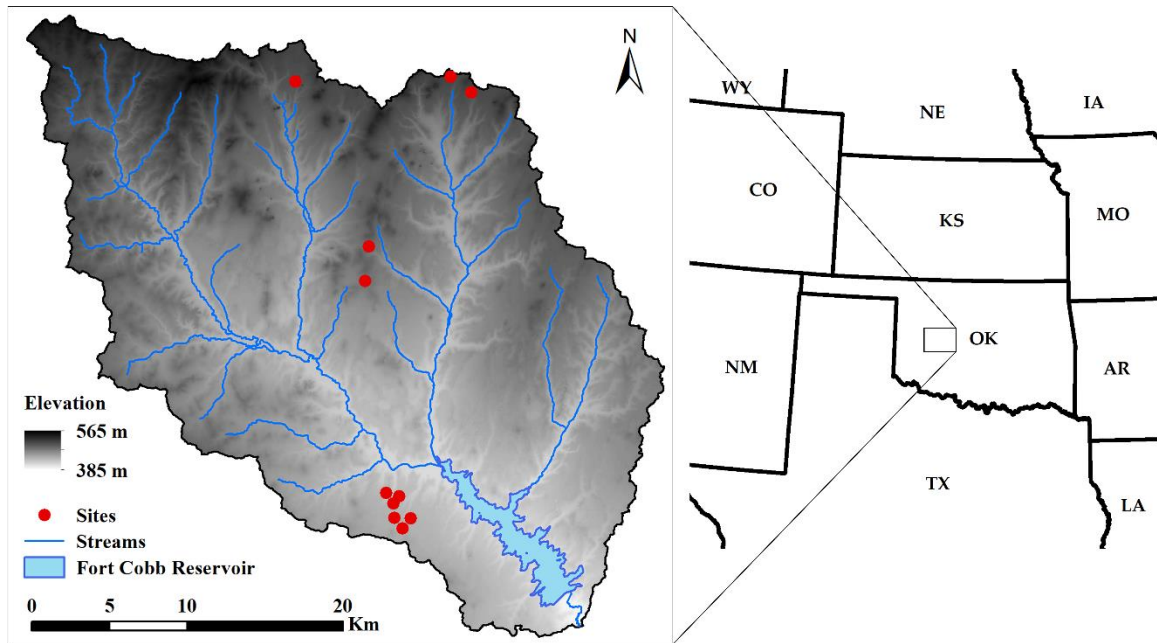 N
Elevation
565 m
385 m
Sites
Streams
Fort Cobb Reservoir
0 5 10 20
Km
WY
NE
IA
CO
KS
MO
OK
NM
AR
TX
LA